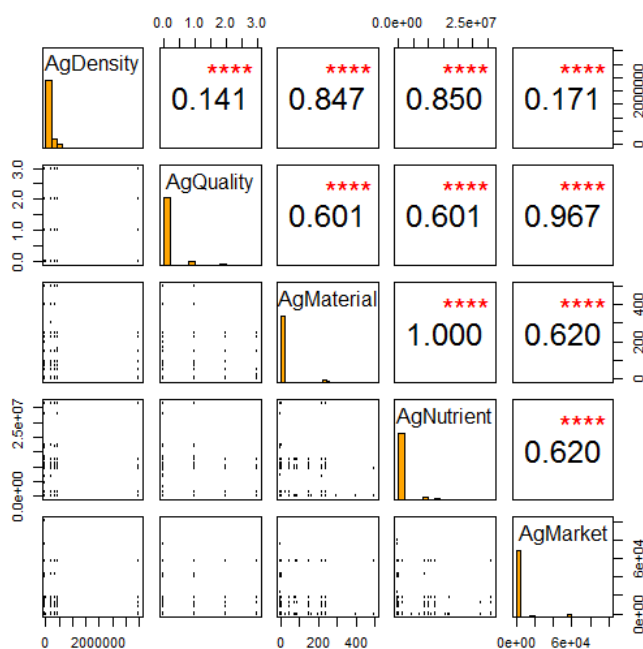 0.0 1.0 2.0 3.0 0.0e+00 2.5e+07
AgDensity **** 0.141 **** 0.847 **** 0.850 **** 0.171 0 2000000
0.0 1.0 2.0 3.0 AgQuality **** 0.601 **** 0.601 **** 0.967
AgMaterial **** 1.000 **** 0.620 0 200 400
0.0e+00 2.5e+07 AgNutrient **** 0.620
AgMarket 0e+00 6e+04
0 2000000 0 200 400 0e+00 6e+04